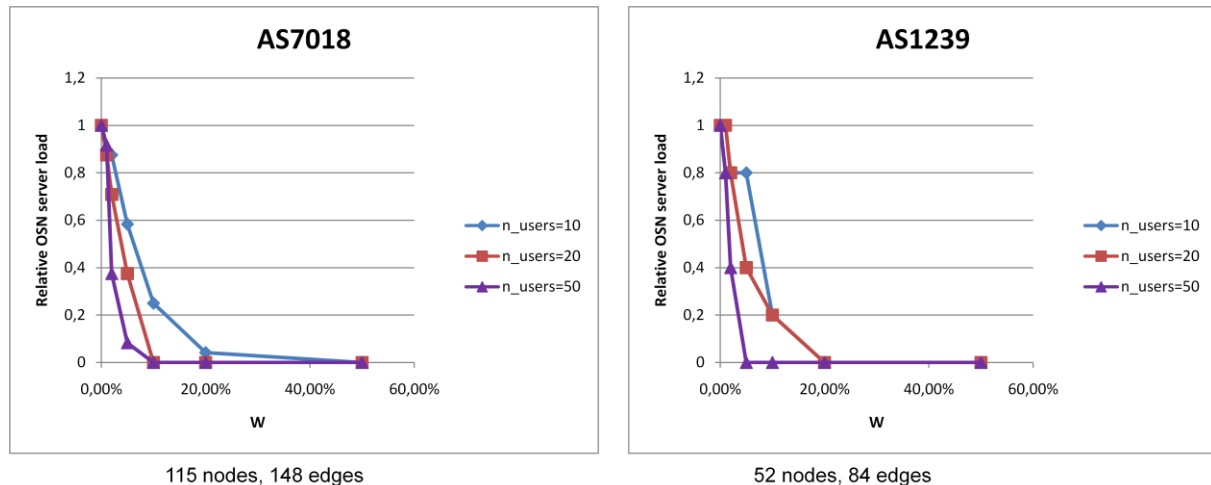 AS7018
1,2
1
0,8
0,6
0,4
0,2
0
Relative OSN server load
0,00% 20,00% 40,00% 60,00%
W
n_users=10
n_users=20
n_users=50
115 nodes, 148 edges
AS1239
1,2
1
0,8
0,6
0,4
0,2
0
Relative OSN server load
0,00% 20,00% 40,00% 60,00%
W
n_users=10
n_users=20
n_users=50
52 nodes, 84 edges